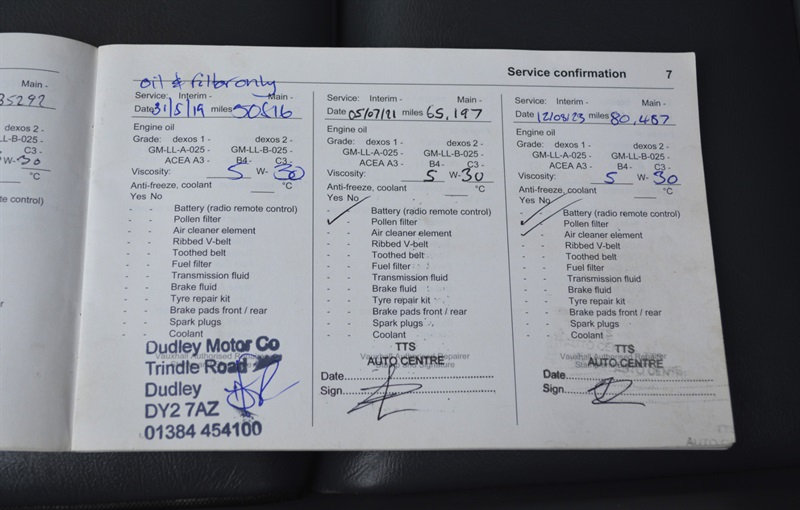 Service confirmation 7
Main -
35292
dexos 2 -
LL-B-025 -
C3 -
W-30
°C
ote control)
oil & filter only
Service: Interim - Main -
Date 31/5/19 miles 50816
Engine oil
Grade: dexos 1 - dexos 2 -
GM-LL-A-025 - GM-LL-B-025 -
ACEA A3 - B4 - C3 -
Viscosity: 5 W- 30
Anti-freeze, coolant °C
Yes No
- - Battery (radio remote control)
- - Pollen filter
- - Air cleaner element
- - Ribbed V-belt
- - Toothed belt
- - Fuel filter
- - Transmission fluid
- - Brake fluid
- - Tyre repair kit
- - Brake pads front / rear
- - Spark plugs
- - Coolant
Dudley Motor Co
Trindle Road
Dudley
DY2 7AZ
01384 454100
Service: Interim - Main -
Date 05/07/21 miles 65,197
Engine oil
Grade: dexos 1 - dexos 2 -
GM-LL-A-025 - GM-LL-B-025 -
ACEA A3 - B4 - C3 -
Viscosity: 5 W- 30
Anti-freeze, coolant °C
Yes No
- - Battery (radio remote control)
- - Pollen filter
- - Air cleaner element
- - Ribbed V-belt
- - Toothed belt
- - Fuel filter
- - Transmission fluid
- - Brake fluid
- - Tyre repair kit
- - Brake pads front / rear
- - Spark plugs
- - Coolant
TTS
Vauxhall Authorised Repairer
AUTO CENTRE
Date
Sign
Service: Interim - Main -
Date 12/08/23 miles 80,487
Engine oil
Grade: dexos 1 - dexos 2 -
GM-LL-A-025 - GM-LL-B-025 -
ACEA A3 - B4 - C3 -
Viscosity: 5 W- 30
Anti-freeze, coolant °C
Yes No
- - Battery (radio remote control)
- - Pollen filter
- - Air cleaner element
- - Ribbed V-belt
- - Toothed belt
- - Fuel filter
- - Transmission fluid
- - Brake fluid
- - Tyre repair kit
- - Brake pads front / rear
- - Spark plugs
- - Coolant
TTS
Vauxhall Authorised Repairer
AUTO CENTRE
Date
Sign